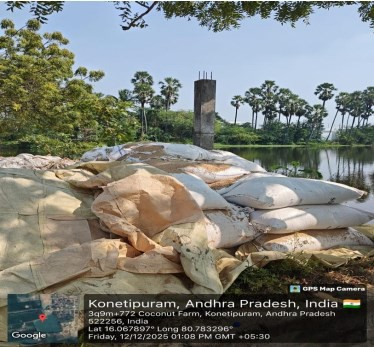 GPS Map Camera
Konetipuram, Andhra Pradesh, India
3q9m+772 Coconut Farm, Konetipuram, Andhra Pradesh
522256, India
Lat 16.067897° Long 80.783296°
Friday, 12/12/2025 01:08 PM GMT +05:30
Google